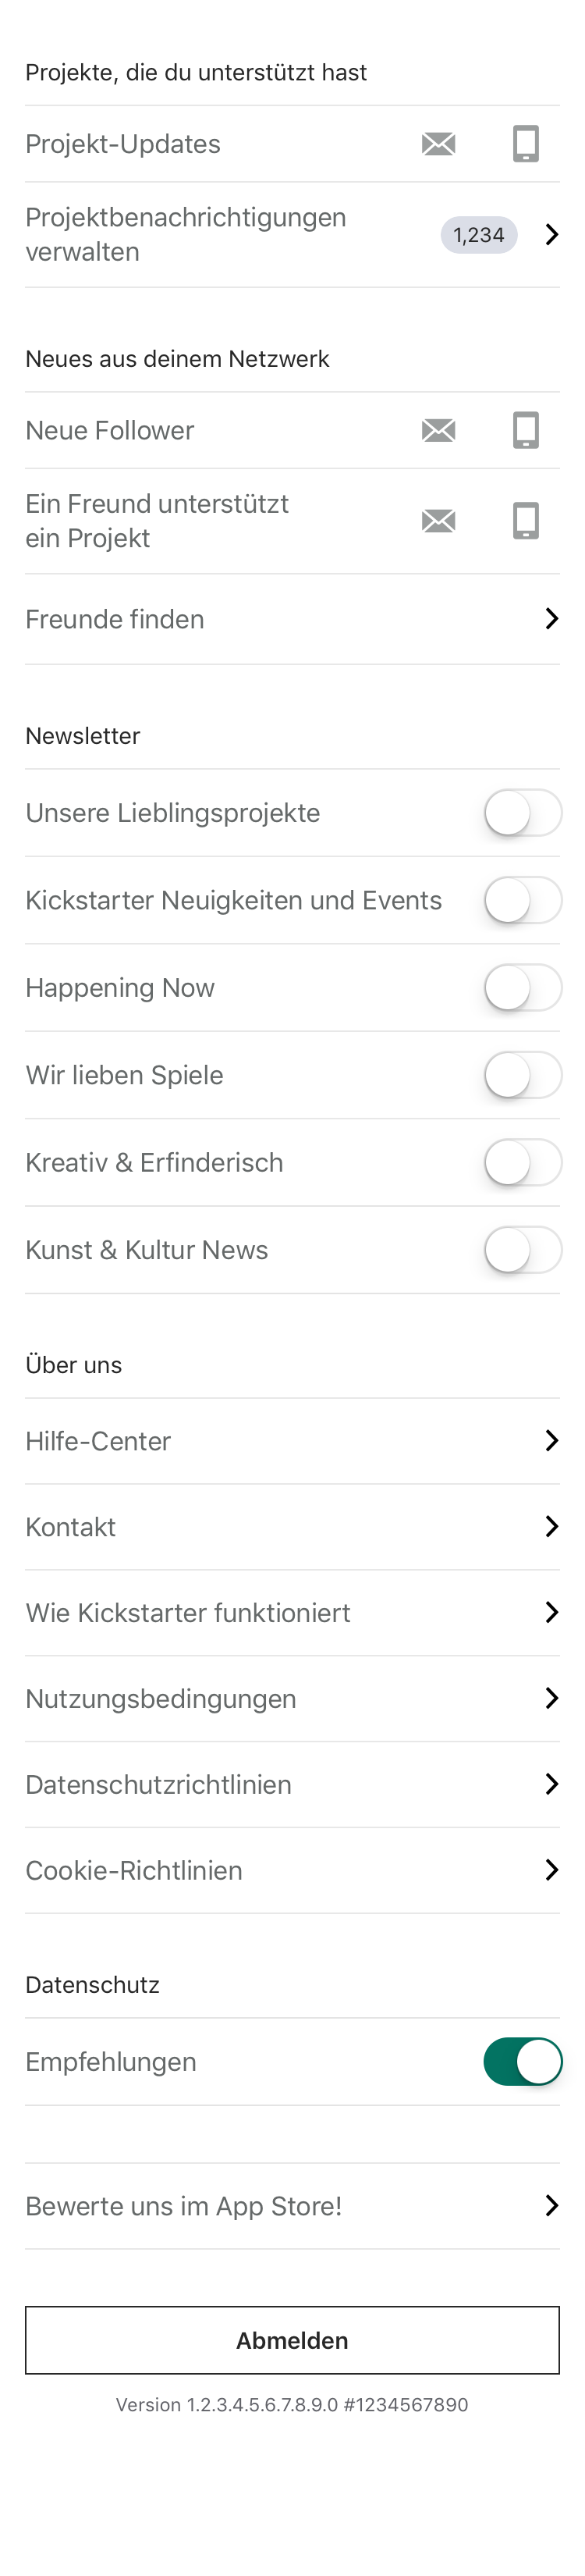 Projekte, die du unterstützt hast
Projekt-Updates
Projektbenachrichtigungen
verwalten
1,234
Neues aus deinem Netzwerk
Neue Follower
Ein Freund unterstützt
ein Projekt
Freunde finden
Newsletter
Unsere Lieblingsprojekte
Kickstarter Neuigkeiten und Events
Happening Now
Wir lieben Spiele
Kreativ & Erfinderisch
Kunst & Kultur News
Über uns
Hilfe-Center
Kontakt
Wie Kickstarter funktioniert
Nutzungsbedingungen
Datenschutzrichtlinien
Cookie-Richtlinien
Datenschutz
Empfehlungen
Bewerte uns im App Store!
Abmelden
Version 1.2.3.4.5.6.7.8.9.0 #1234567890